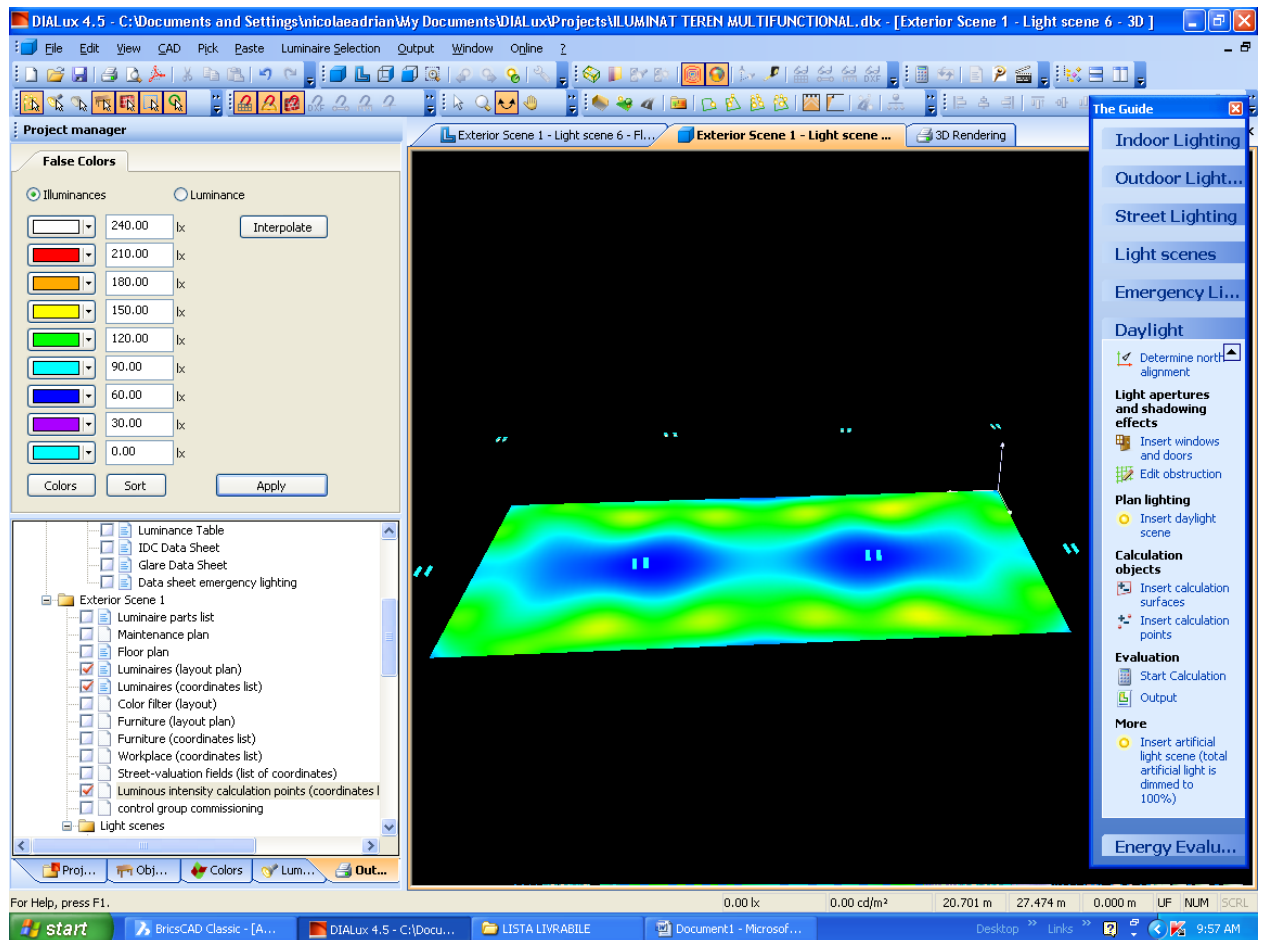 DIALux 4.5 - C:\Documents and Settings\nicolaeadrian\My Documents\DIALux\Projects\ILUMINAT TEREN MULTIFUNCTIONAL.dlx - [Exterior Scene 1 - Light scene 6 - 3D ]
File Edit View CAD Pick Paste Luminaire Selection Output Window Online ?
Project manager
Exterior Scene 1 - Light scene 6 - Fl...
Exterior Scene 1 - Light scene ...
3D Rendering
False Colors
Illuminances Luminance
240.00 lx Interpolate
210.00 lx
180.00 lx
150.00 lx
120.00 lx
90.00 lx
60.00 lx
30.00 lx
0.00 lx
Colors Sort Apply
Luminance Table
IDC Data Sheet
Glare Data Sheet
Data sheet emergency lighting
Exterior Scene 1
Luminaire parts list
Maintenance plan
Floor plan
Luminaires (layout plan)
Luminaires (coordinates list)
Color filter (layout)
Furniture (layout plan)
Furniture (coordinates list)
Workplace (coordinates list)
Street-valuation fields (list of coordinates)
Luminous intensity calculation points (coordinates l
control group commissioning
Light scenes
Proj... Obj... Colors Lum... Out...
The Guide
Indoor Lighting
Outdoor Light...
Street Lighting
Light scenes
Emergency Li...
Daylight
Determine north
alignment
Light apertures
and shadowing
effects
Insert windows
and doors
Edit obstruction
Plan lighting
Insert daylight
scene
Calculation
objects
Insert calculation
surfaces
Insert calculation
points
Evaluation
Start Calculation
Output
More
Insert artificial
light scene (total
artificial light is
dimmed to
100%)
Energy Evalu...
For Help, press F1. 0.00 lx 0.00 cd/m² 20.701 m 27.474 m 0.000 m UF NUM SCRL
start BricsCAD Classic - [A... DIALux 4.5 - C:\Docu... LISTA LIVRABILE Document1 - Microsof... Desktop Links 9:57 AM